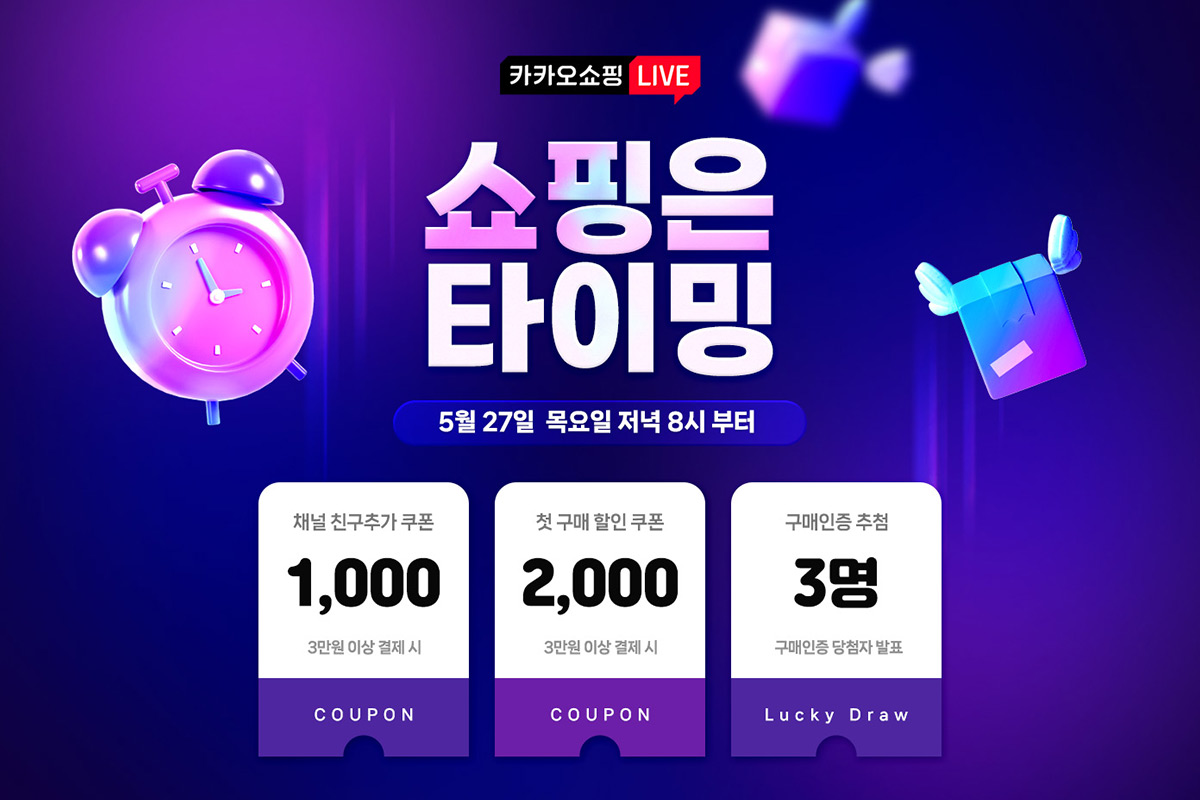 카카오쇼핑 LIVE
쇼핑은
타이밍
5월 27일 목요일 저녁 8시 부터
채널 친구추가 쿠폰
1,000
3만원 이상 결제 시
COUPON
첫 구매 할인 쿠폰
2,000
3만원 이상 결제 시
COUPON
구매인증 추첨
3명
구매인증 당첨자 발표
Lucky Draw